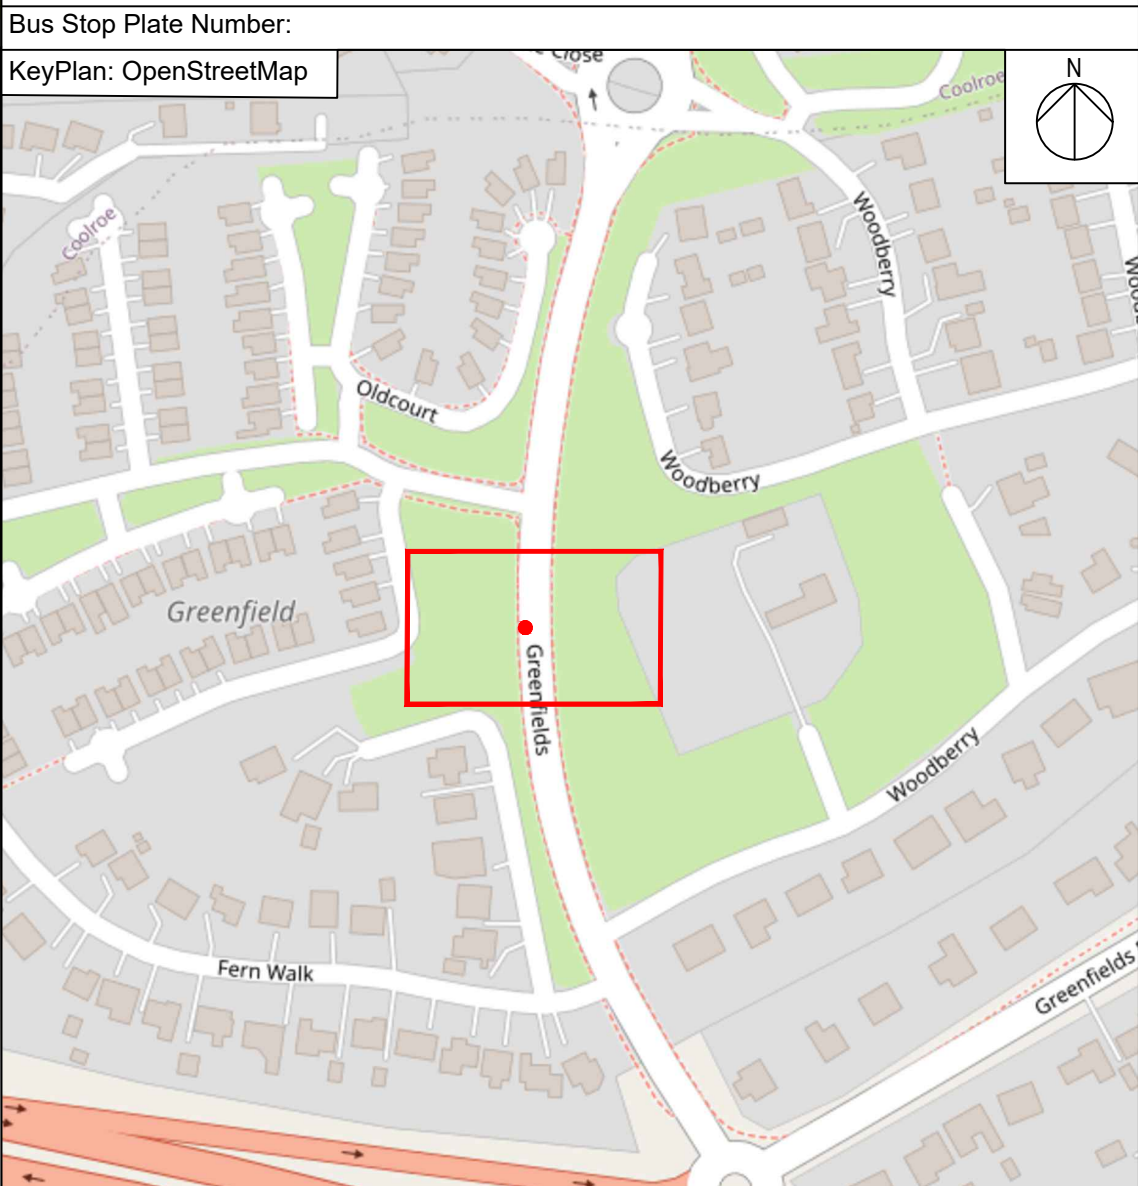 Bus Stop Plate Number:
KeyPlan: OpenStreetMap
Close
N
Coolroe
Coolroe
Woodberry
Oldcourt
Woodberry
Greenfield
Greenfields
Woodberry
Fern Walk
Greenfields